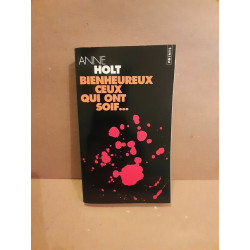 ANNE
HOLT
BIENHEUREUX
CEUX
QUI ONT
SOIF...